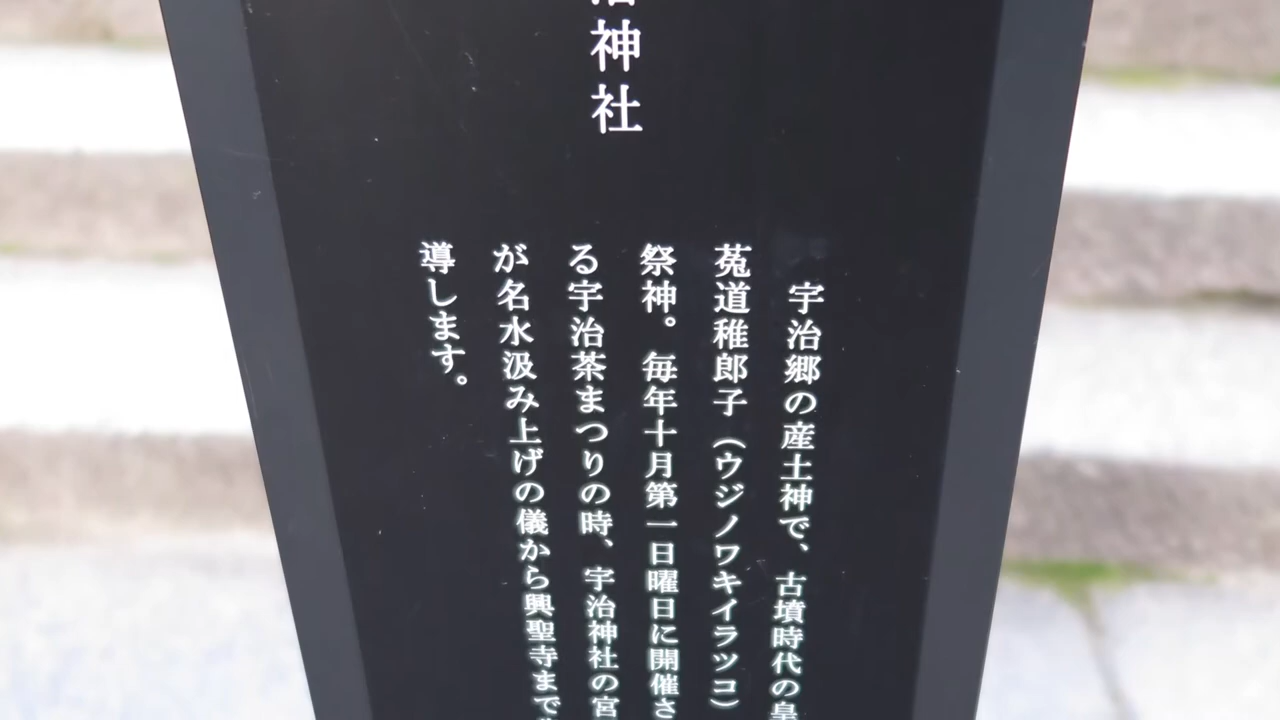 治神社
宇治郷の産土神で、古墳時代の皇
菟道稚郎子(ウジノワキイラツコ)
祭神。毎年十月第一日曜日に開催さ
る宇治茶まつりの時、宇治神社の宮
が名水汲み上げの儀から興聖寺まで
導します。